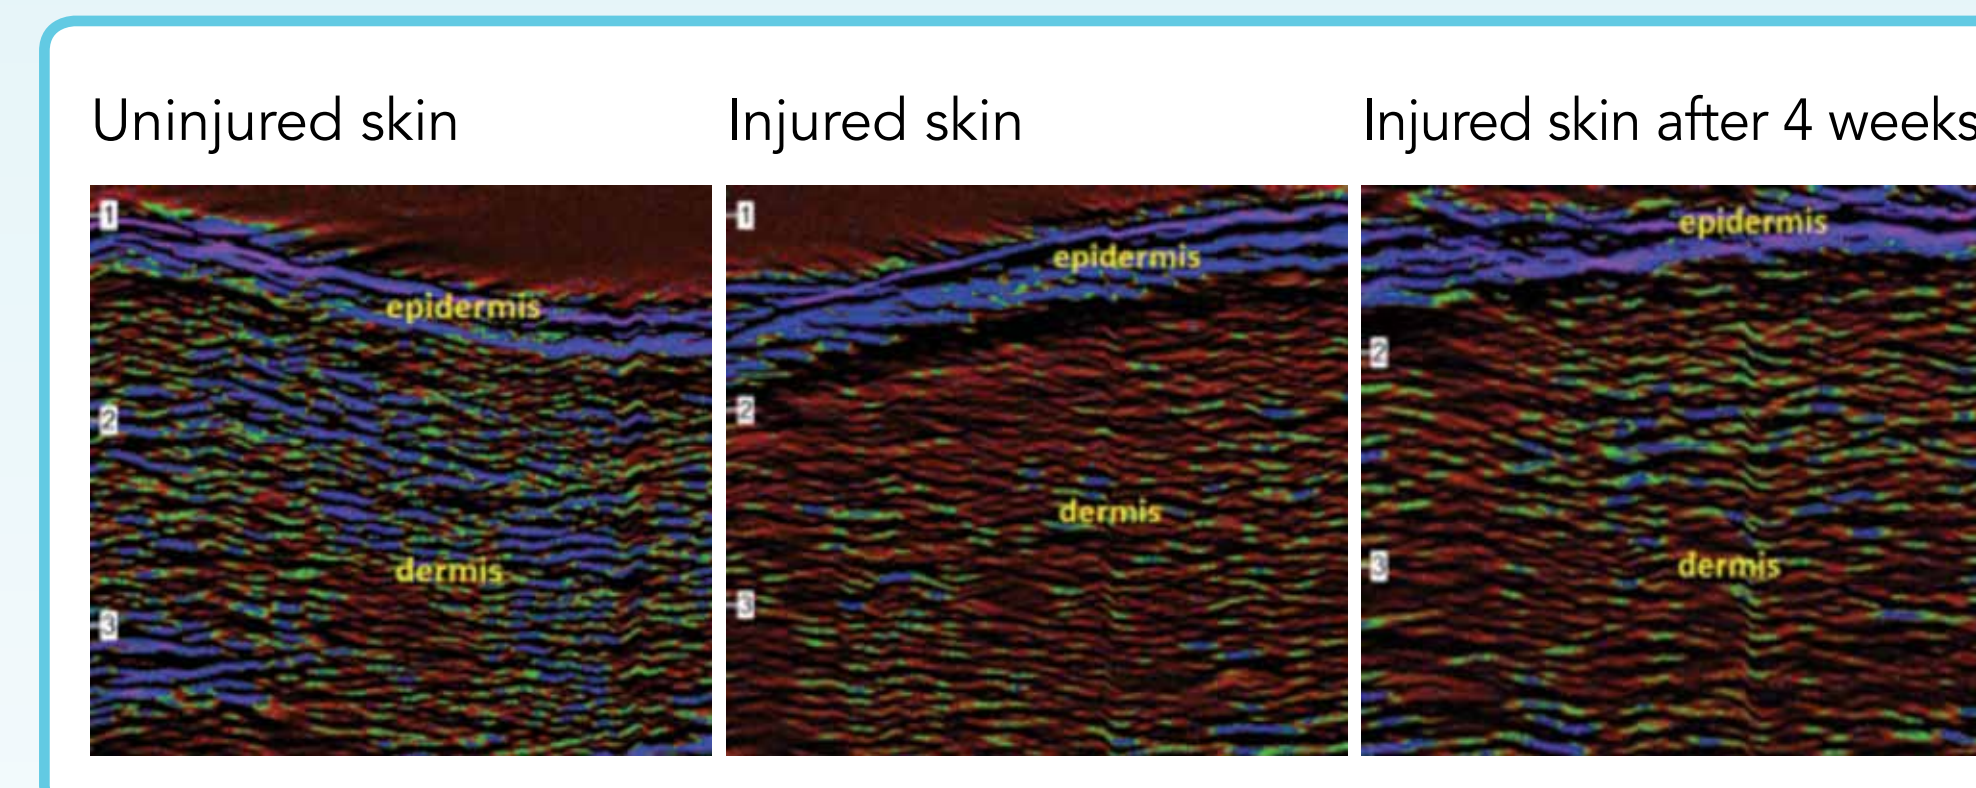 Uninjured skin
Injured skin
Injured skin after 4 weeks
1
epidermis
2
dermis
3
1
epidermis
2
dermis
3
epidermis
2
3
dermis